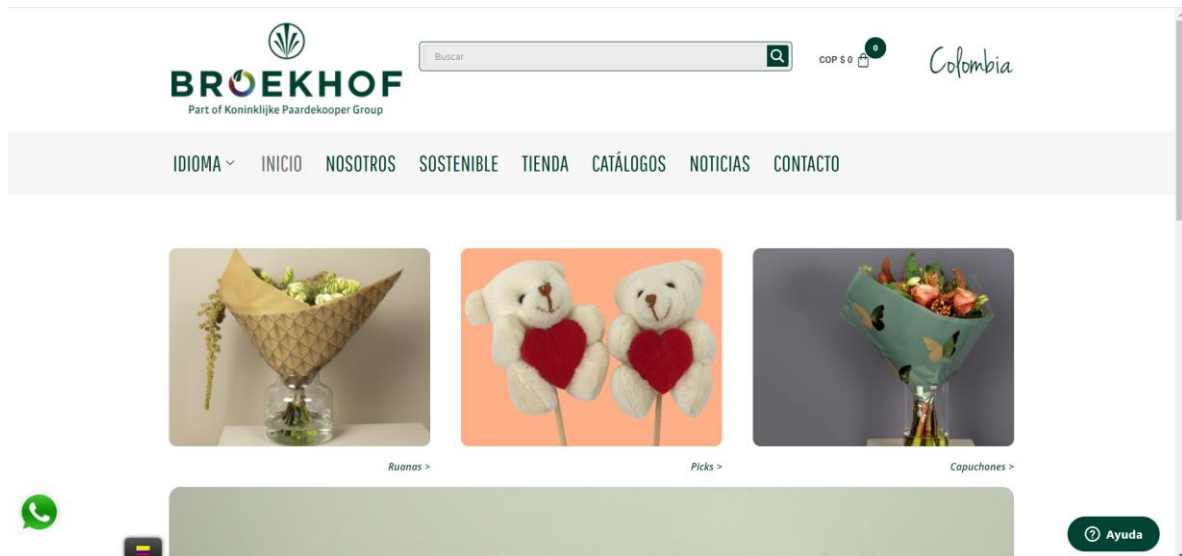 BROEKHOF
Part of Koninklijke Paardekooper Group
Buscar
COP $ 0
0
Colombia
IDIOMA INICIO NOSOTROS SOSTENIBLE TIENDA CATÁLOGOS NOTICIAS CONTACTO
Ruanas >
Picks >
Capuchones >
Ayuda